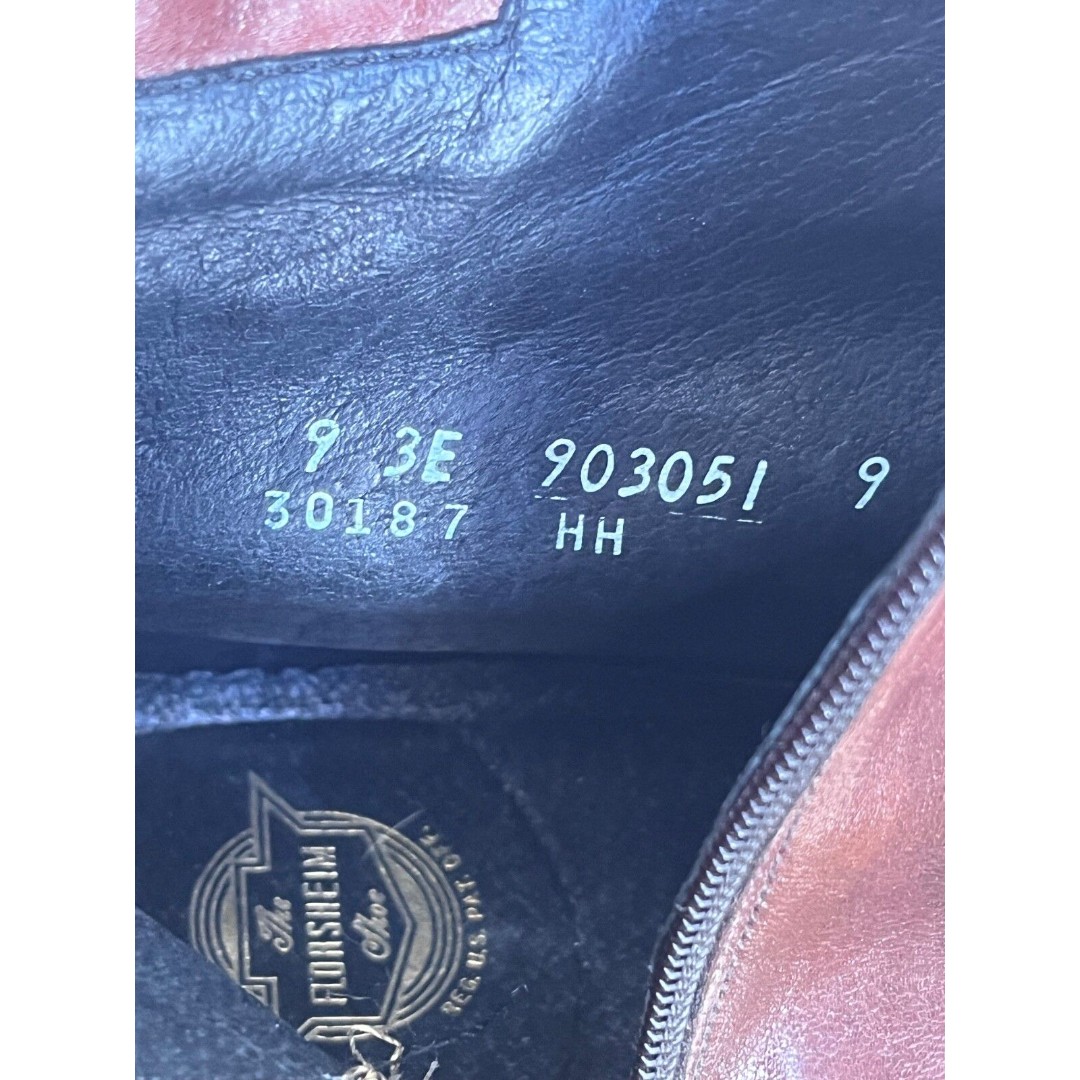 9 3E 903051 9
30187 HH
The
FLORSHEIM
Shoe
REG. U.S. PAT. OFF.